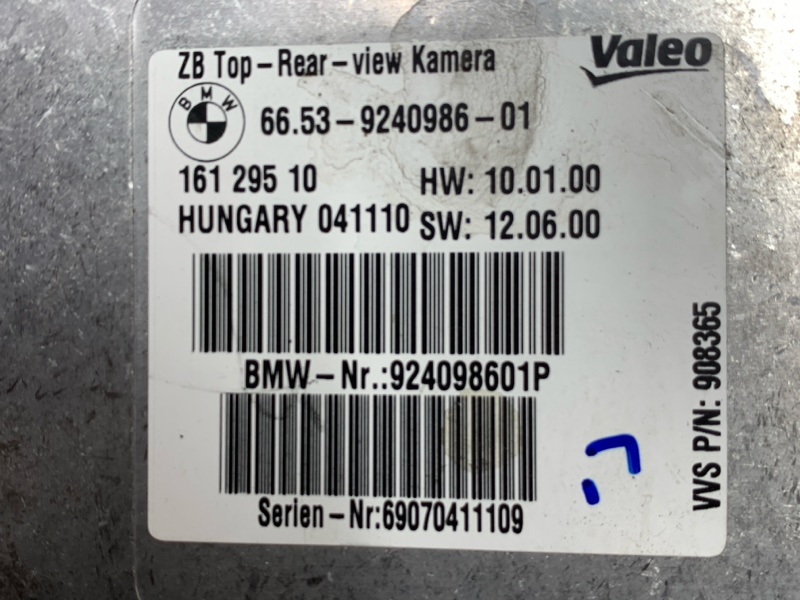 ZB Top-Rear-view Kamera
Valeo
BMW
66.53-9240986-01
161 295 10
HW: 10.01.00
HUNGARY 041110
SW: 12.06.00
BMW-Nr.:924098601P
Serien-Nr:69070411109
VVS P/N: 908365